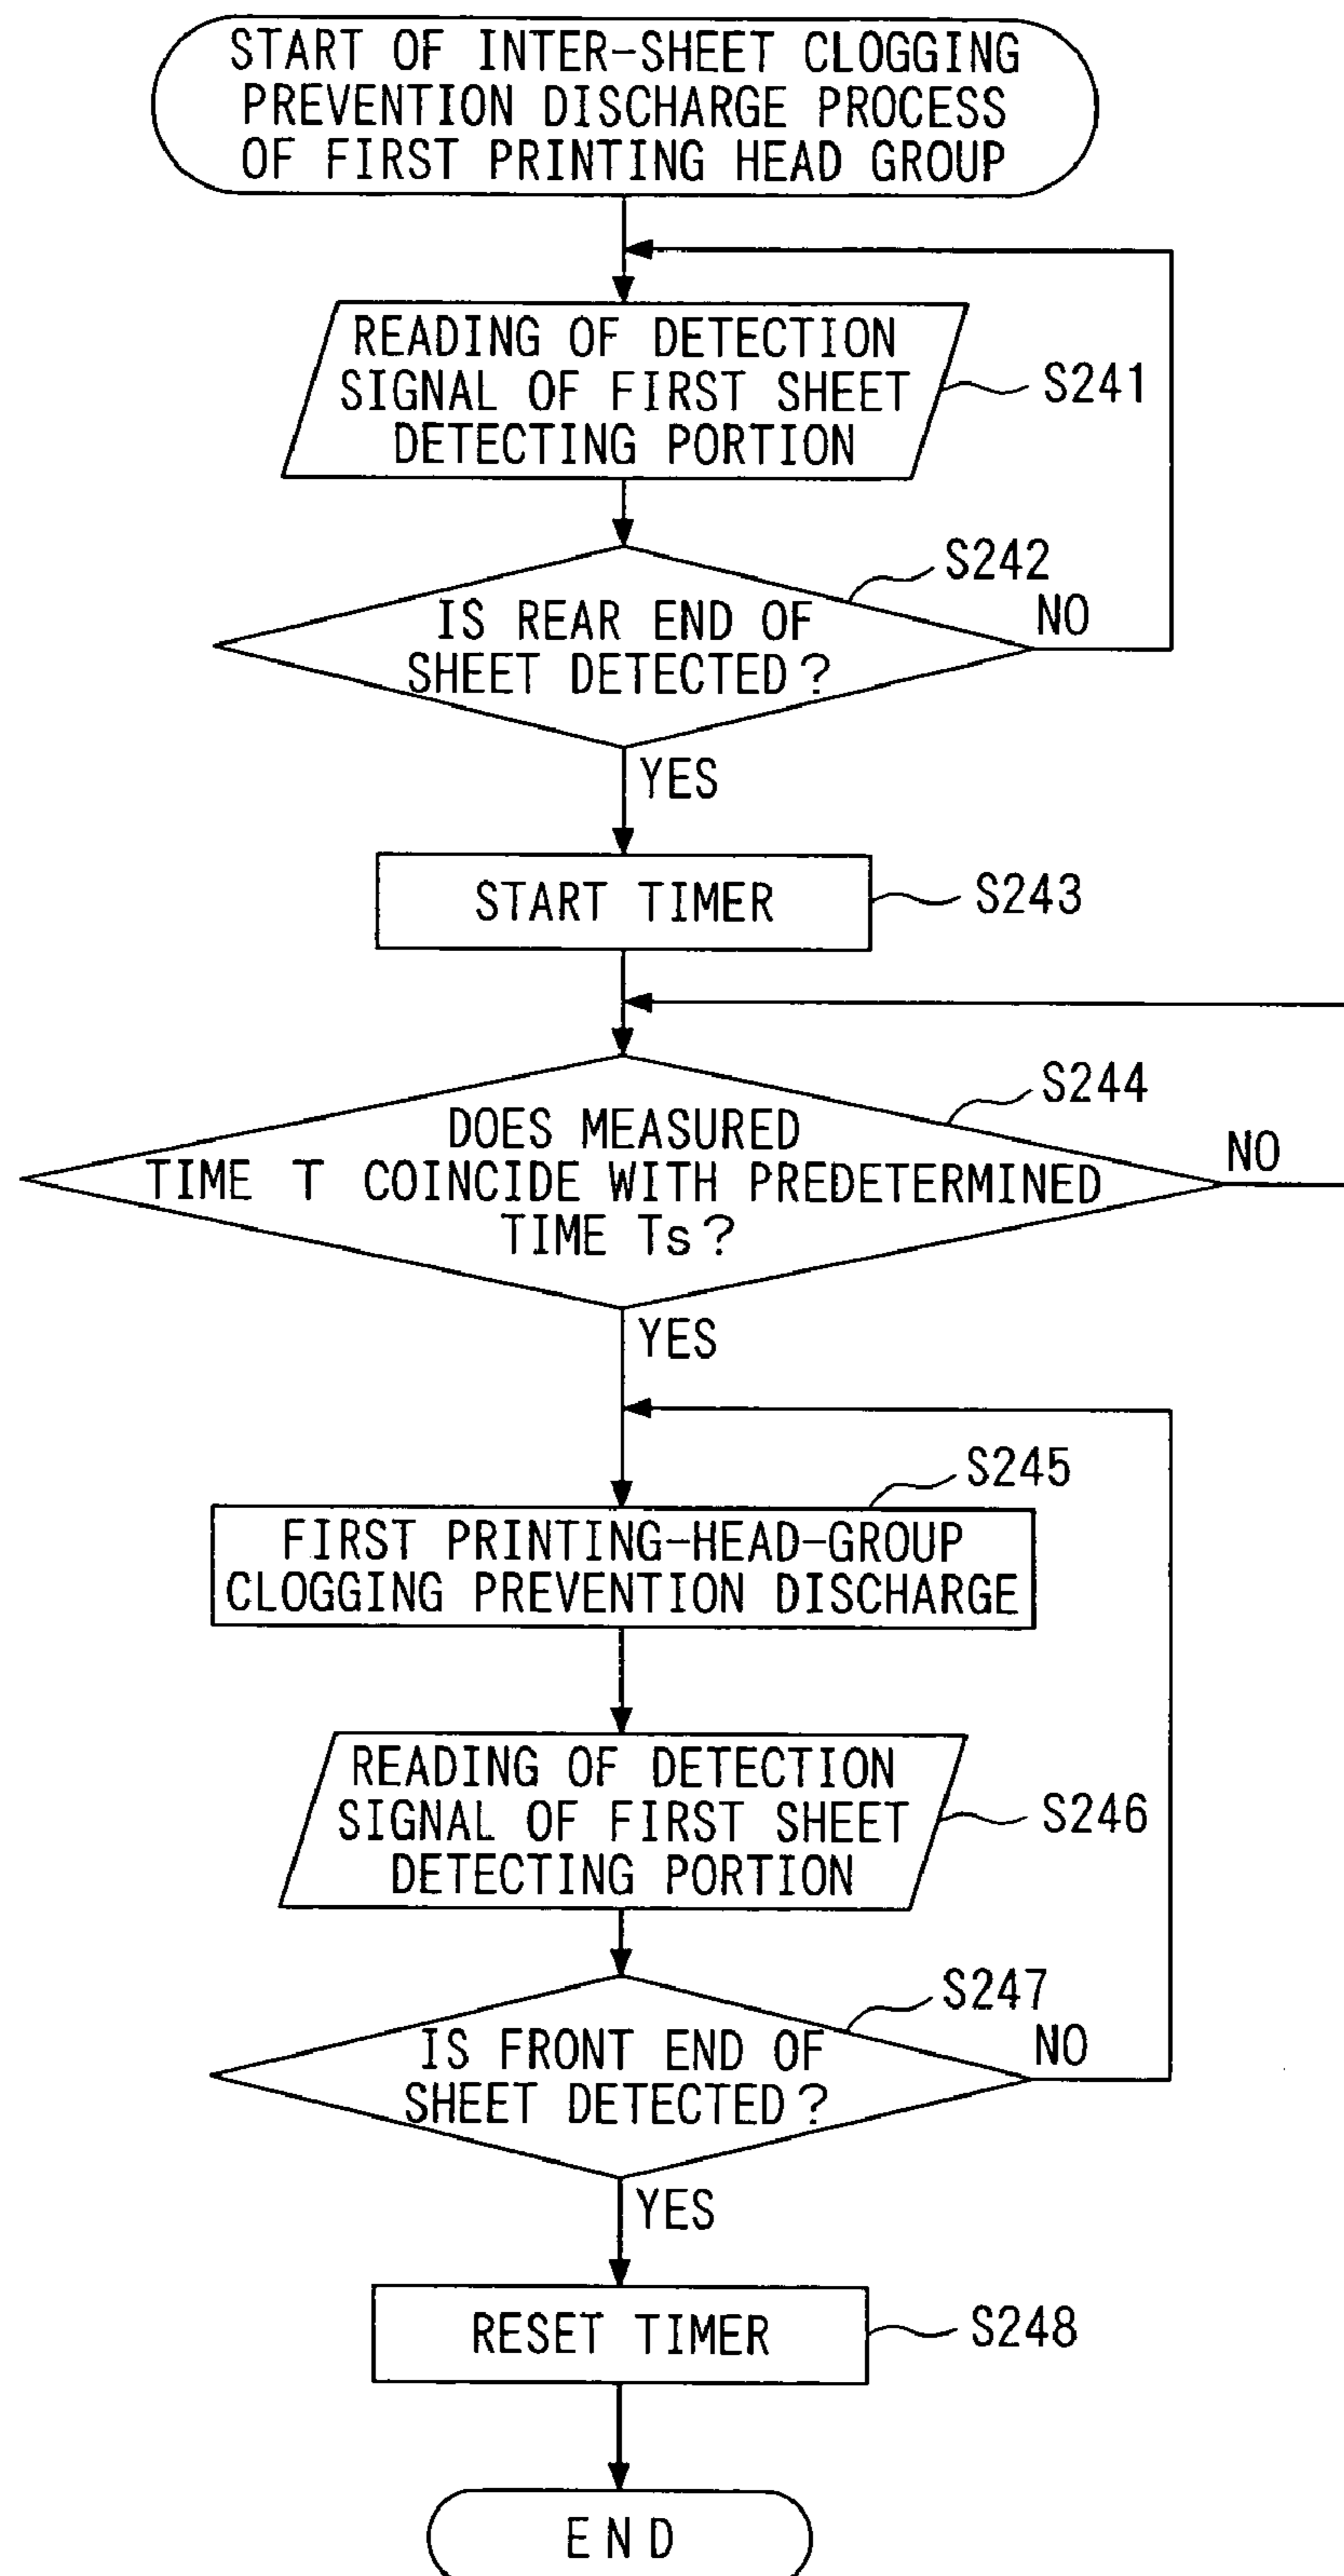 START OF INTER-SHEET CLOGGING
PREVENTION DISCHARGE PROCESS
OF FIRST PRINTING HEAD GROUP
READING OF DETECTION
SIGNAL OF FIRST SHEET
DETECTING PORTION
S241
S242
IS REAR END OF
SHEET DETECTED?
NO
YES
START TIMER
S243
S244
DOES MEASURED
TIME T COINCIDE WITH PREDETERMINED
TIME Ts?
NO
YES
S245
FIRST PRINTING-HEAD-GROUP
CLOGGING PREVENTION DISCHARGE
READING OF DETECTION
SIGNAL OF FIRST SHEET
DETECTING PORTION
S246
S247
IS FRONT END OF
SHEET DETECTED?
NO
YES
RESET TIMER
S248
END